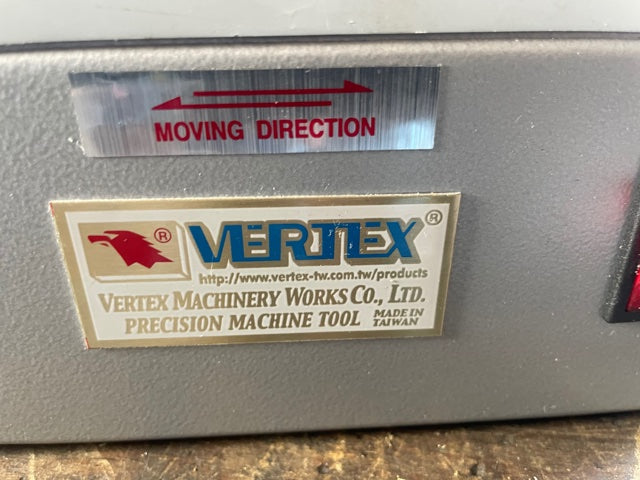 MOVING DIRECTION
® VERTEX ®
http://www.vertex-tw.com.tw/products
VERTEX MACHINERY WORKS CO., LTD.
PRECISION MACHINE TOOL MADE IN TAIWAN